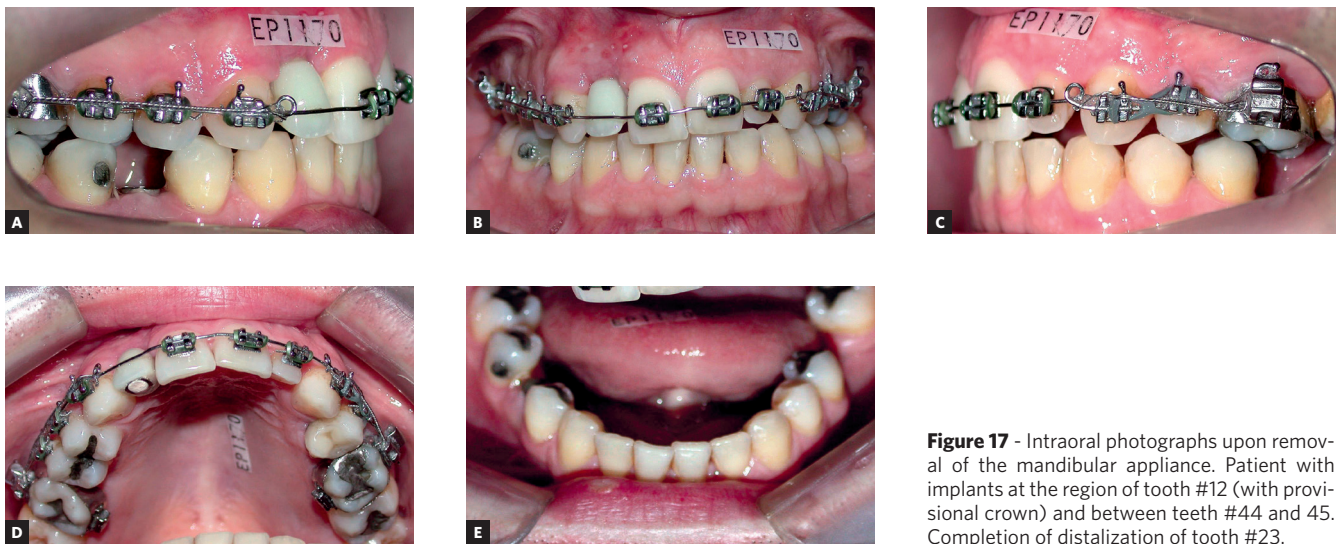 EP1170
EP1170
EP1170
A
B
C
EP1170
EP1170
D
E
Figure 17 - Intraoral photographs upon remov-
al of the mandibular appliance. Patient with
implants at the region of tooth #12 (with provi-
sional crown) and between teeth #44 and 45.
Completion of distalization of tooth #23.